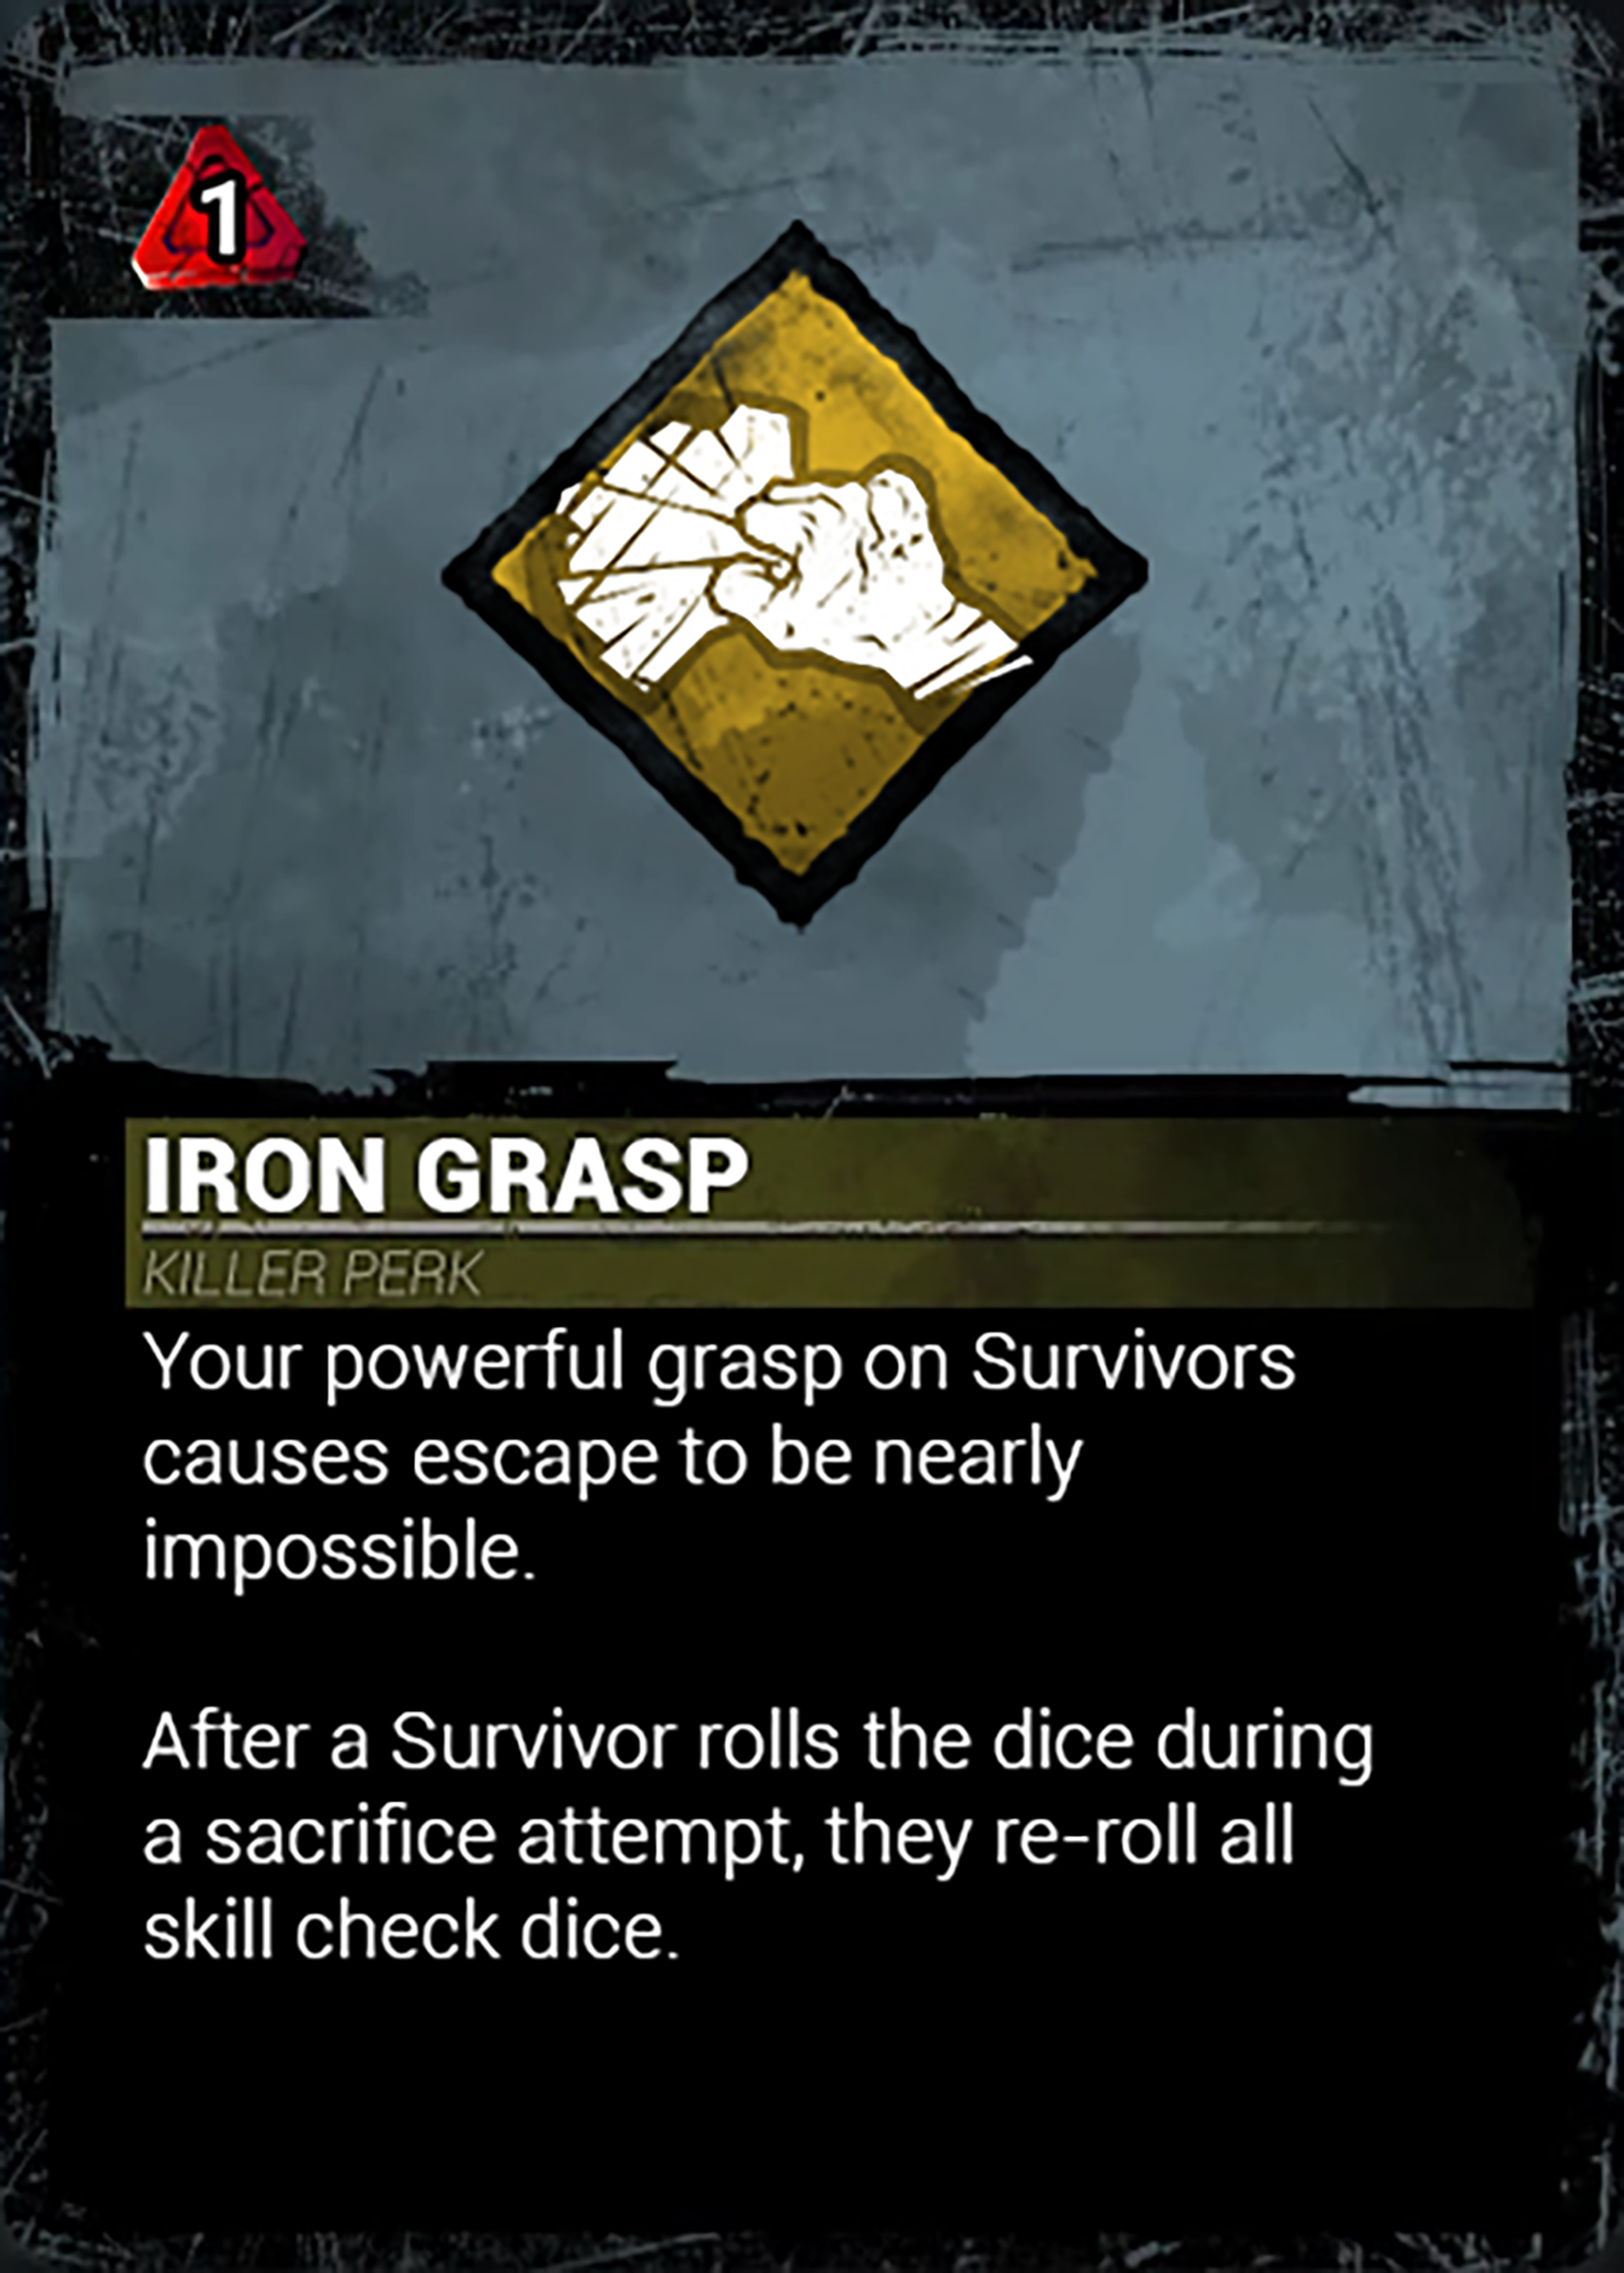 1
IRON GRASP
KILLER PERK
Your powerful grasp on Survivors
causes escape to be nearly
impossible.
After a Survivor rolls the dice during
a sacrifice attempt, they re-roll all
skill check dice.